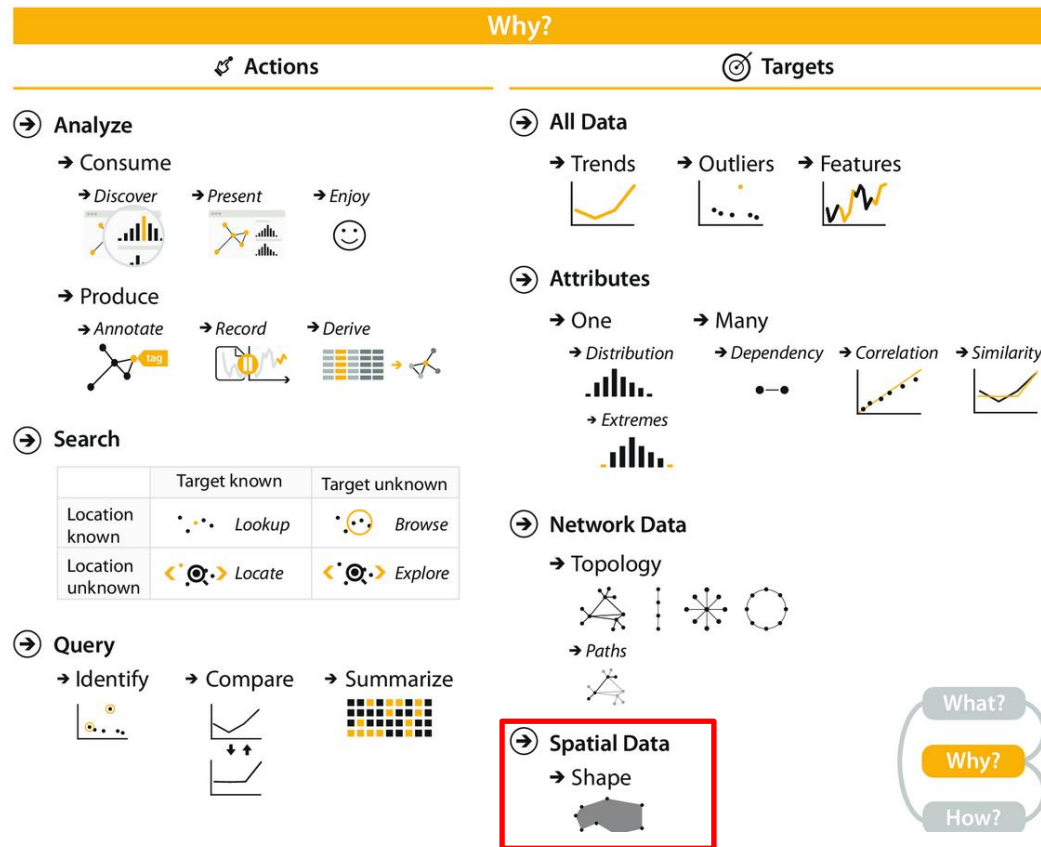 Why?
Actions
Analyze
Consume
Discover
Present
Enjoy
Produce
Annotate
Record
Derive
tag
Search
Target known
Target unknown
Location known
Lookup
Browse
Location unknown
Locate
Explore
Query
Identify
Compare
Summarize
Targets
All Data
Trends
Outliers
Features
Attributes
One
Many
Distribution
Dependency
Correlation
Similarity
Extremes
Network Data
Topology
Paths
Spatial Data
Shape
What?
Why?
How?